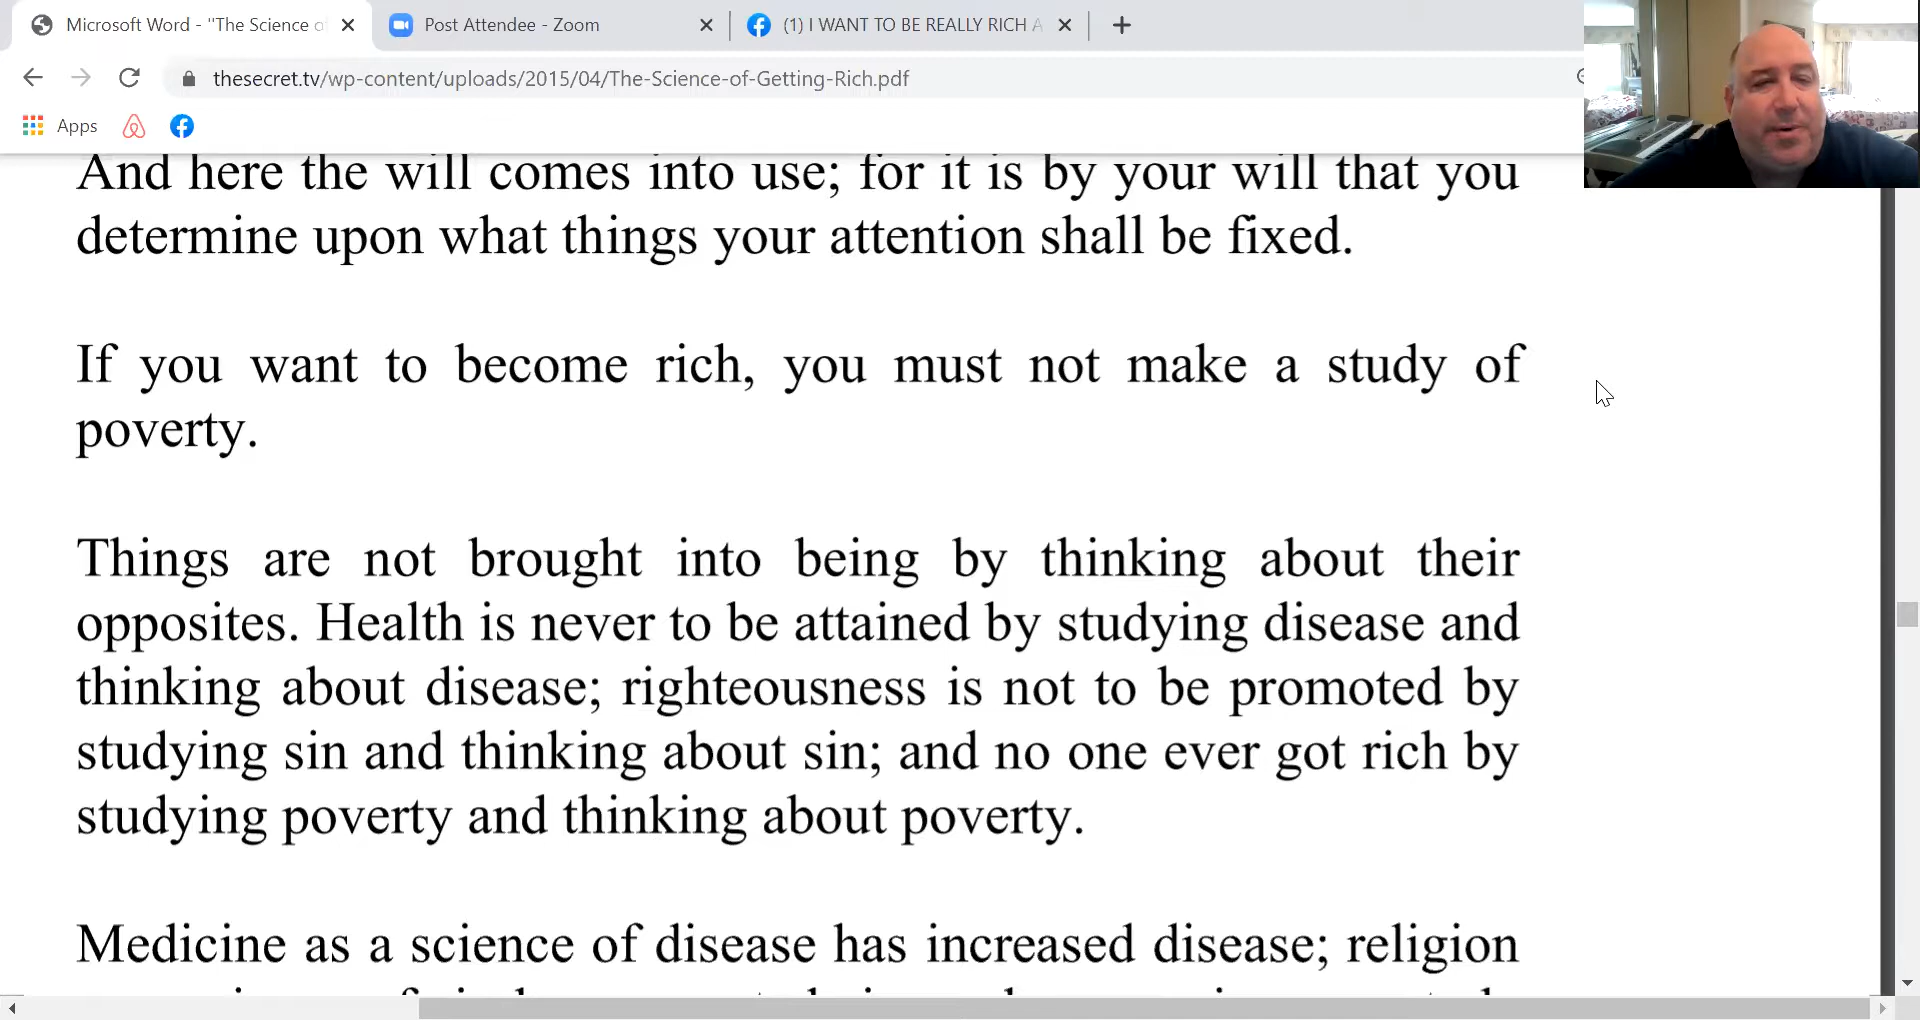 Microsoft Word - "The Science o
Post Attendee - Zoom
(1) I WANT TO BE REALLY RICH A
thesecret.tv/wp-content/uploads/2015/04/The-Science-of-Getting-Rich.pdf
Apps
And here the will comes into use; for it is by your will that you
determine upon what things your attention shall be fixed.
If you want to become rich, you must not make a study of
poverty.
Things are not brought into being by thinking about their
opposites. Health is never to be attained by studying disease and
thinking about disease; righteousness is not to be promoted by
studying sin and thinking about sin; and no one ever got rich by
studying poverty and thinking about poverty.
Medicine as a science of disease has increased disease; religion